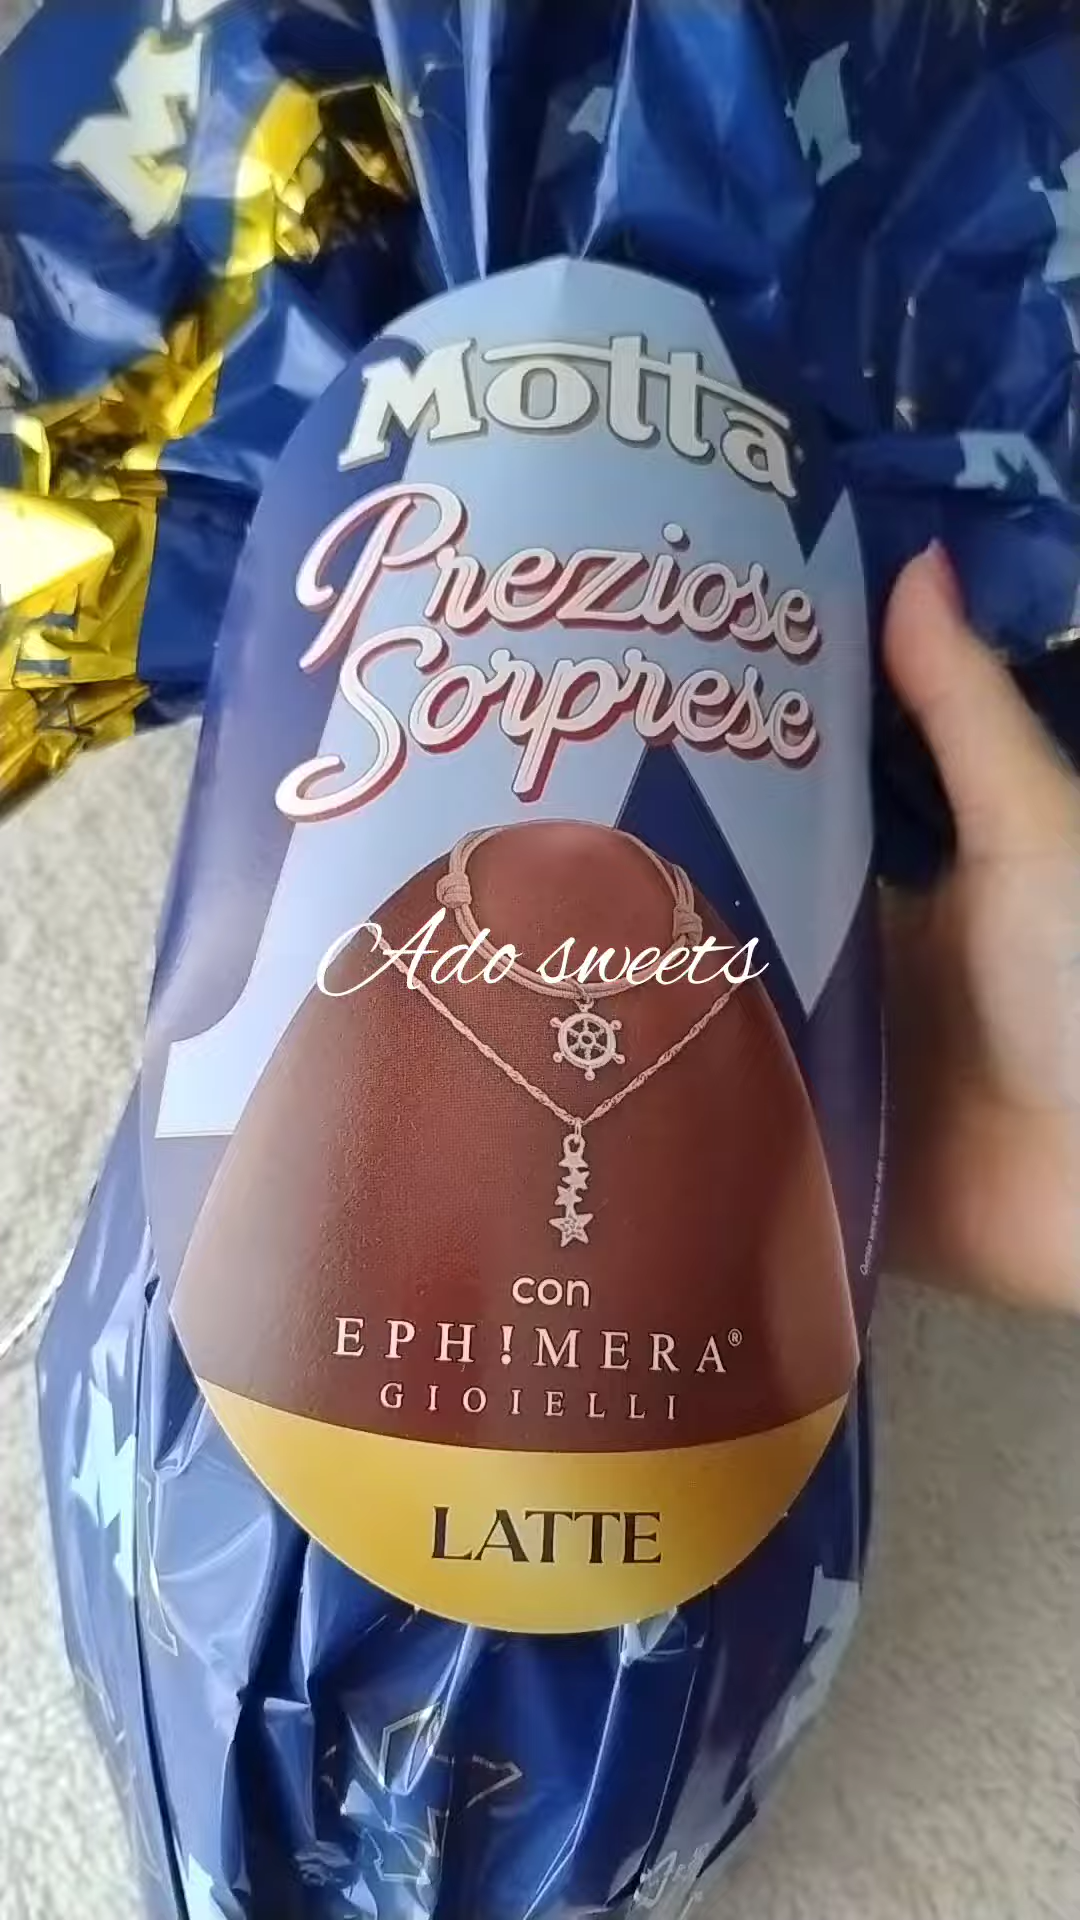 Motta
Preziose
Sorprese
Ado sweets
con
EPH!MERA®
GIOIELLI
LATTE